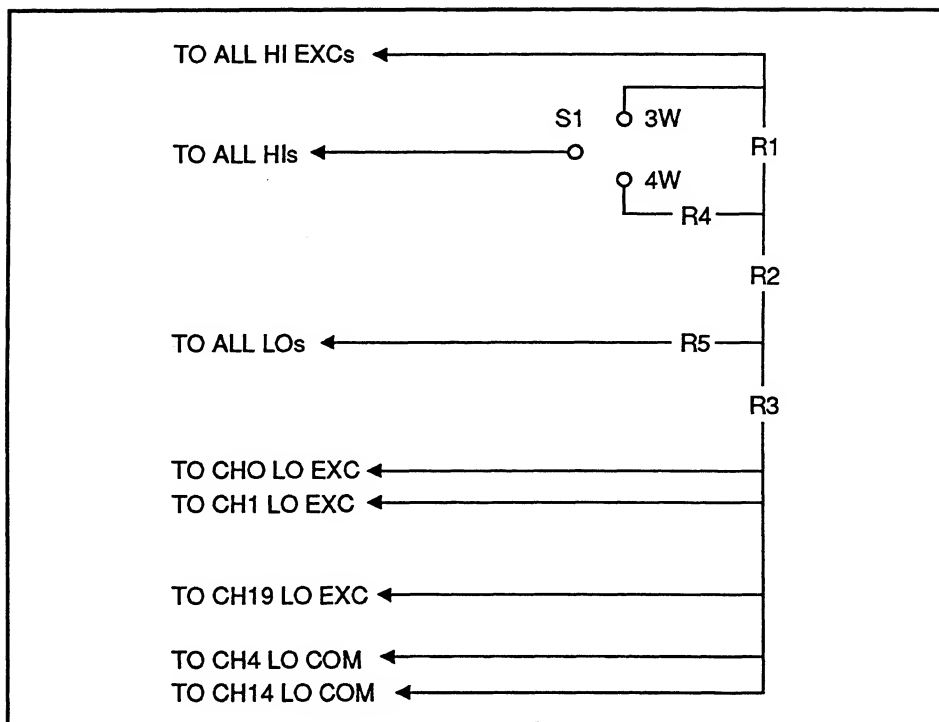 TO ALL HI EXCs
S1
3W
TO ALL HIs
R1
4W
R4
R2
TO ALL LOs
R5
R3
TO CHO LO EXC
TO CH1 LO EXC
TO CH19 LO EXC
TO CH4 LO COM
TO CH14 LO COM